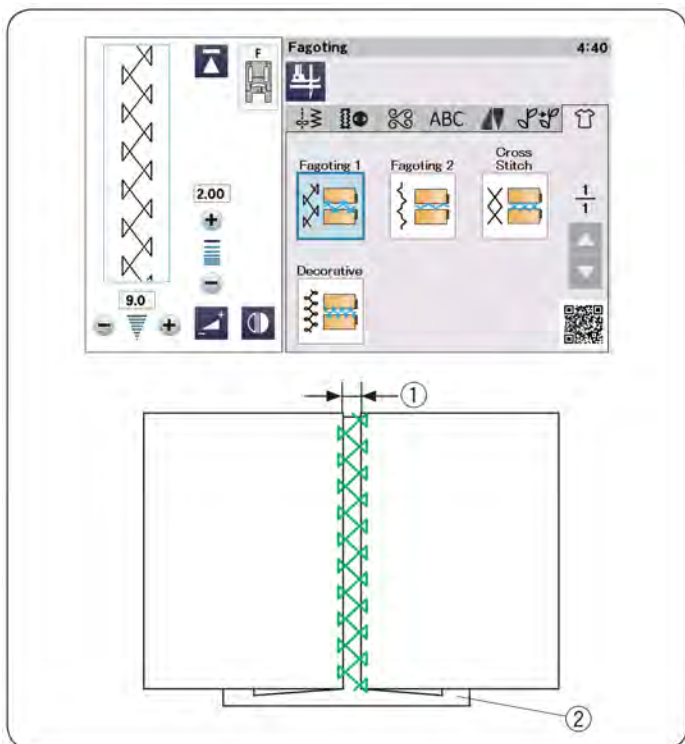 F
Fagoting 4:40
ABC
Fagoting 1 Fagoting 2 Cross Stitch
1
1
2.00
9.0
Decorative
①
②